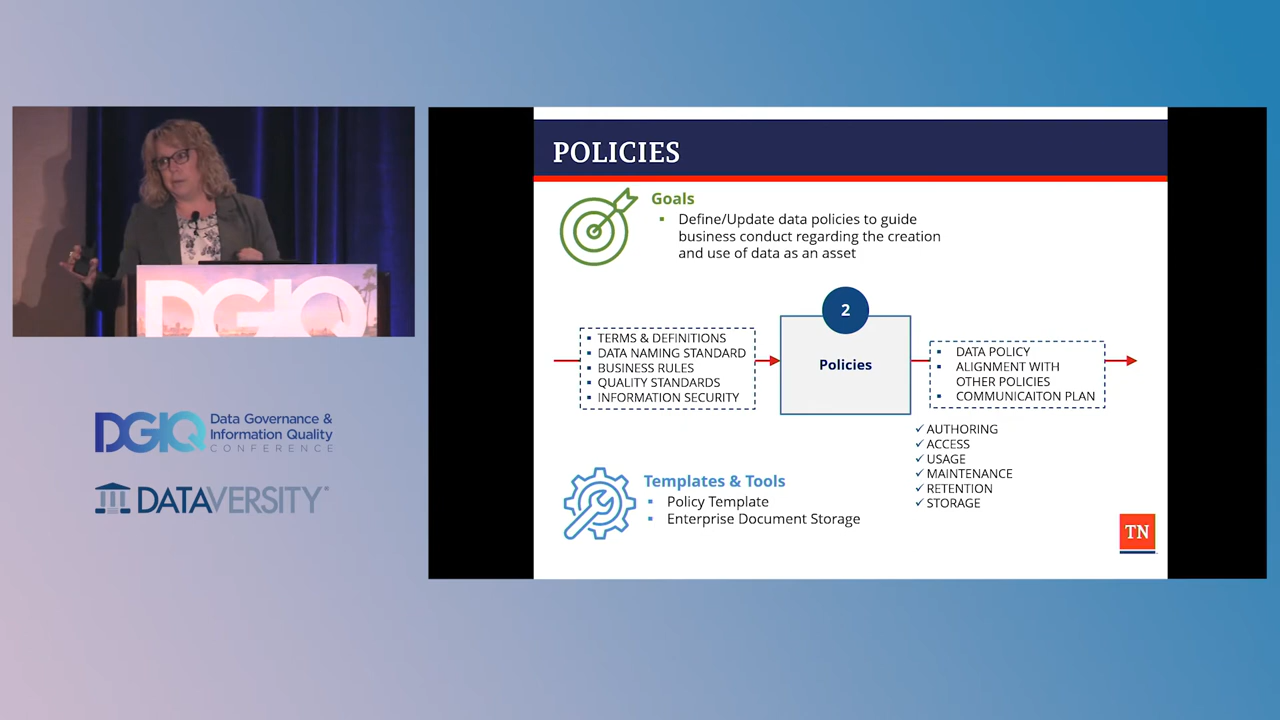 POLICIES
Goals
Define/Update data policies to guide
business conduct regarding the creation
and use of data as an asset
2
Policies
TERMS & DEFINITIONS
DATA NAMING STANDARD
BUSINESS RULES
QUALITY STANDARDS
INFORMATION SECURITY
DATA POLICY
ALIGNMENT WITH
OTHER POLICIES
COMMUNICAITON PLAN
AUTHORING
ACCESS
USAGE
MAINTENANCE
RETENTION
STORAGE
Templates & Tools
Policy Template
Enterprise Document Storage
TN
DGIQ
DGIQ
Data Governance &
Information Quality
CONFERENCE
DATAVERSITY